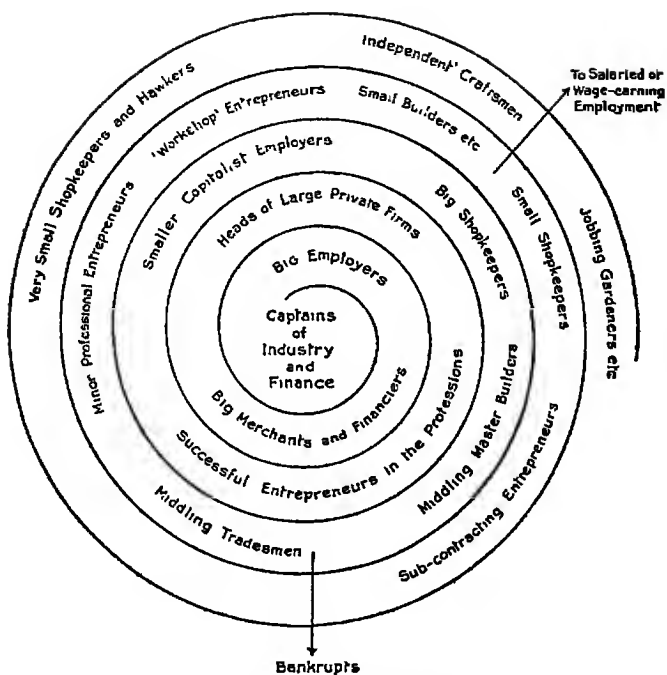 Independent' Craftsmen
To Salaried or
Wage-earning
Employment
Very Small Shopkeepers and Hawkers
'Workshop' Entrepreneurs
Small Builders etc
Smaller Capitalist Employers
Heads of Large Private Firms
Big Shopkeepers
Small Shopkeepers
Jobbing Gardeners etc
Minor Professional Entrepreneurs
Big Employers
Captains
of
Industry
and
Finance
Big Merchants and Financiers
Successful Entrepreneurs in the Professions
Middling Master Builders
Middling Tradesmen
Sub-contracting Entrepreneurs
Bankrupts